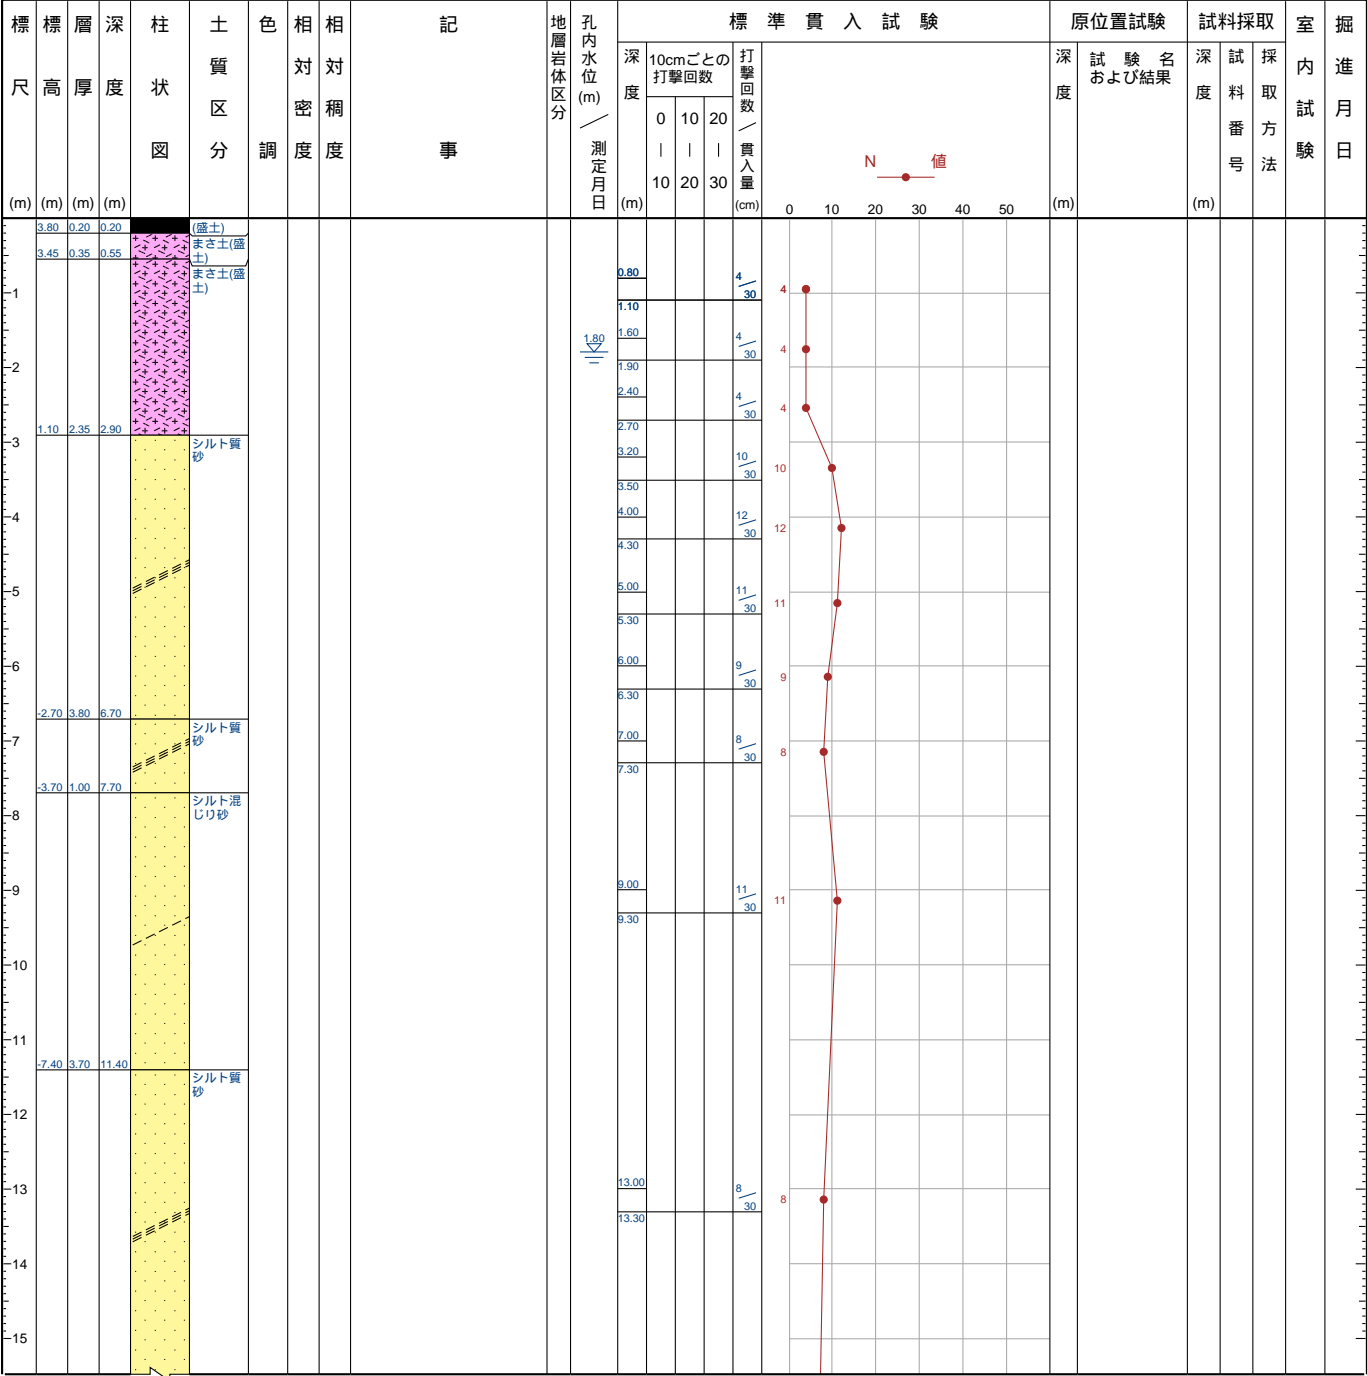 標尺(m)
標高(m)
層厚(m)
深度(m)
柱状図
土質区分
色調
相対密度
相対稠度
記事
地層岩体区分
孔内水位(m)/測定月日
標準貫入試験
深度(m)
10cmごとの
打撃回数
0 10 20
| | |
10 20 30
打撃回数/貫入量(cm)
N 値
0 10 20 30 40 50
原位置試験
深度(m)
試験名
および結果
試料採取
深度(m)
試料番号
採取方法
室内試験
掘進月日
3.80 0.20 0.20 (盛土)
3.45 0.35 0.55 まさ土(盛
土)
まさ土(盛
土)
1.10 2.35 2.90
シルト質
砂
-2.70 3.80 6.70
シルト質
砂
-3.70 1.00 7.70
シルト混
じり砂
-7.40 3.70 11.40
シルト質
砂
1
2
3
4
5
6
7
8
9
10
11
12
13
14
15
1.80
0.80 4/30 4
1.10
1.60 4/30 4
1.90
2.40 4/30 4
2.70
3.20 10/30 10
3.50
4.00 12/30 12
4.30
5.00 11/30 11
5.30
6.00 9/30 9
6.30
7.00 8/30 8
7.30
9.00 11/30 11
9.30
13.00 8/30 8
13.30